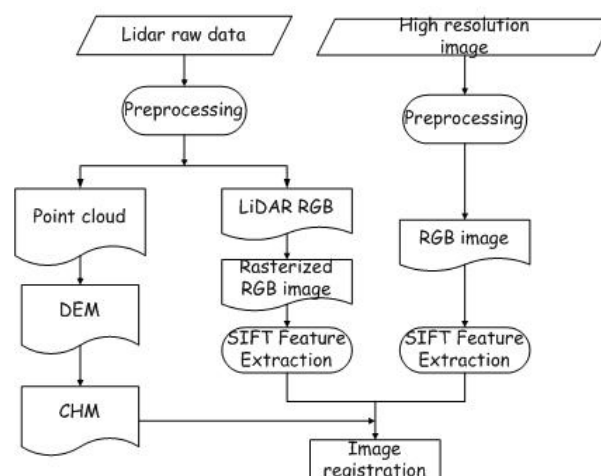 Lidar raw data
High resolution
image
Preprocessing
Preprocessing
Point cloud
LiDAR RGB
RGB image
Rasterized
RGB image
DEM
SIFT Feature
Extraction
SIFT Feature
Extraction
CHM
Image
registration